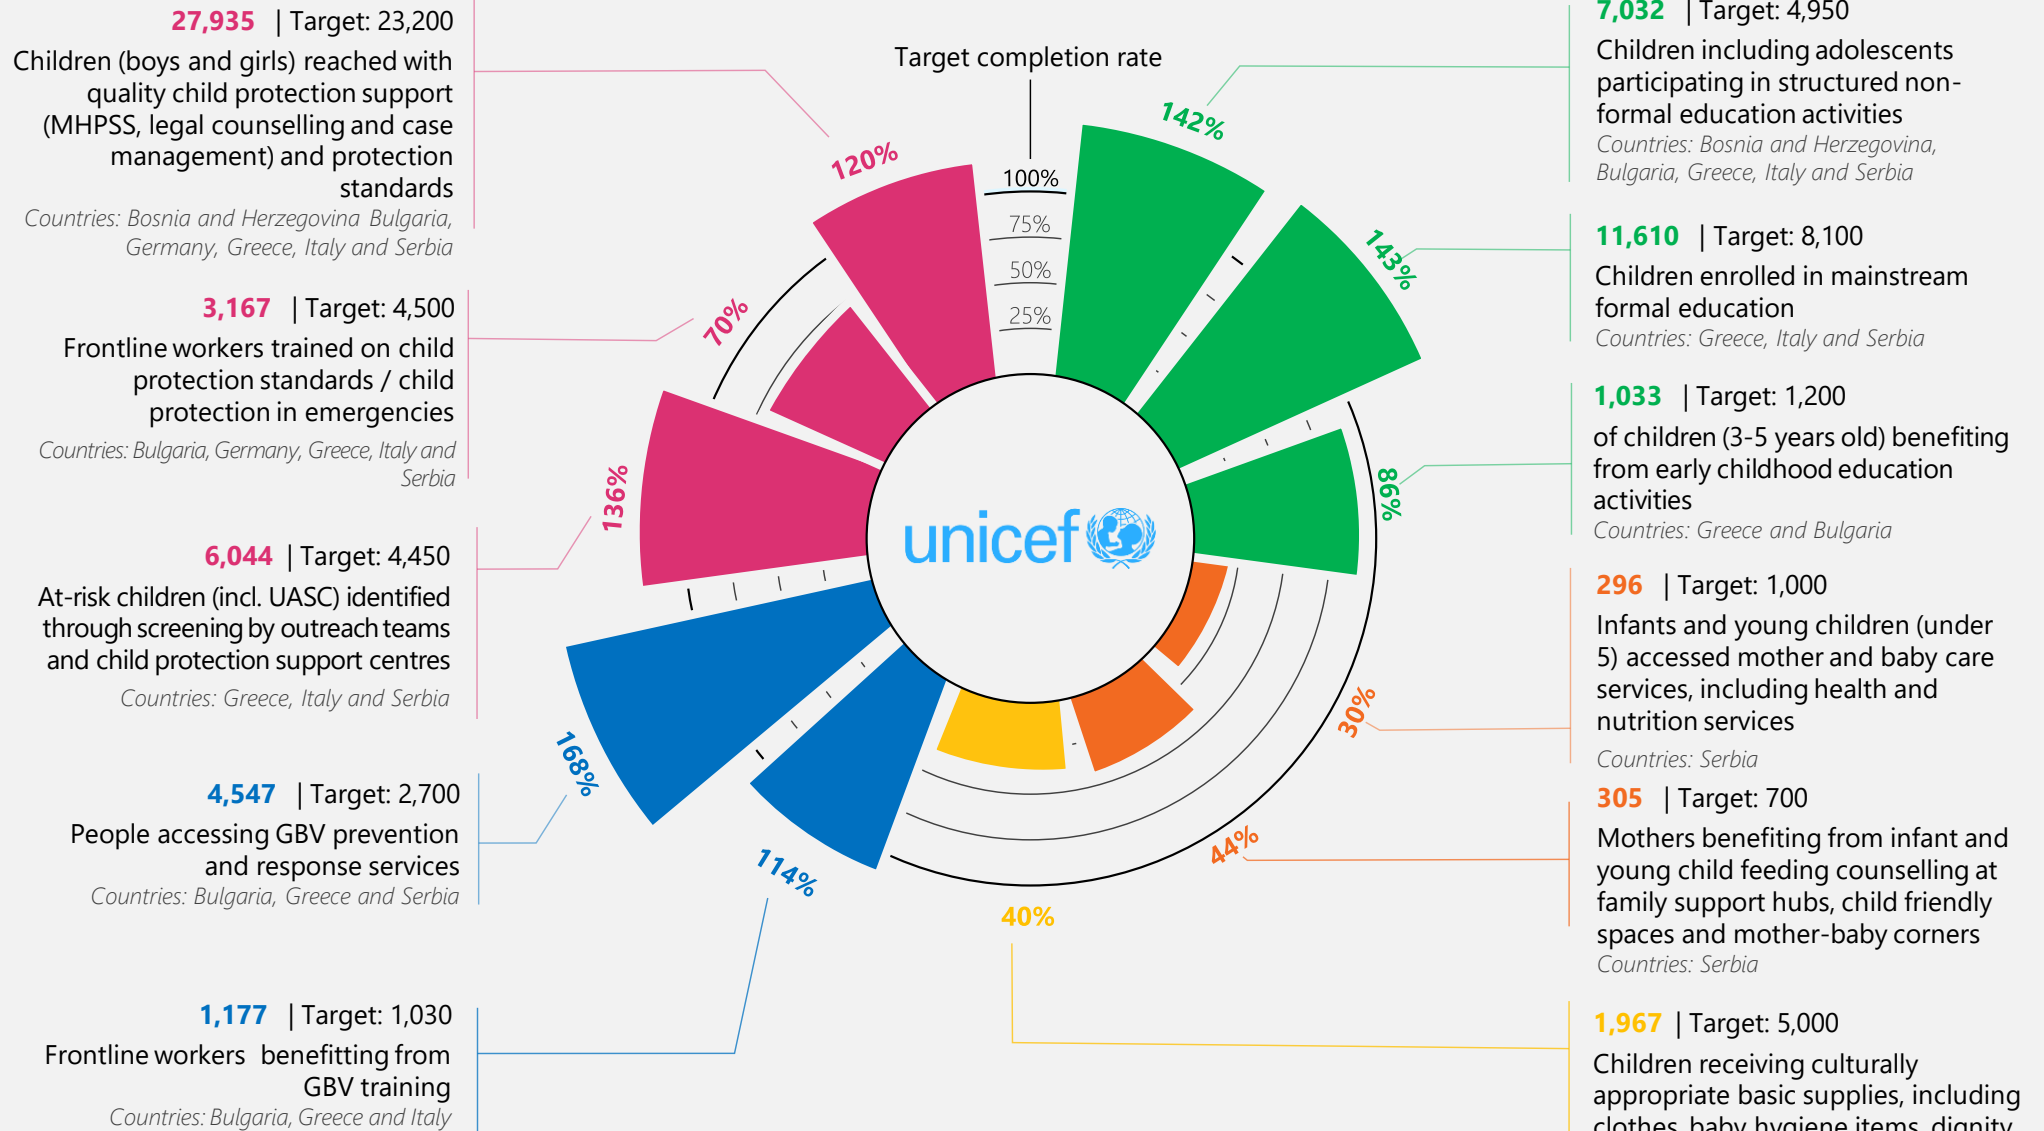 27,935 | Target: 23,200
Children (boys and girls) reached with
quality child protection support
(MHPSS, legal counselling and case
management) and protection
standards
Countries: Bosnia and Herzegovina Bulgaria,
Germany, Greece, Italy and Serbia
3,167 | Target: 4,500
Frontline workers trained on child
protection standards / child
protection in emergencies
Countries: Bulgaria, Germany, Greece, Italy and
Serbia
6,044 | Target: 4,450
At-risk children (incl. UASC) identified
through screening by outreach teams
and child protection support centres
Countries: Greece, Italy and Serbia
4,547 | Target: 2,700
People accessing GBV prevention
and response services
Countries: Bulgaria, Greece and Serbia
1,177 | Target: 1,030
Frontline workers benefitting from
GBV training
Countries: Bulgaria, Greece and Italy
Target completion rate
100%
75%
50%
25%
120%
70%
136%
168%
114%
40%
44%
30%
86%
143%
142%
unicef
7,032 | Target: 4,950
Children including adolescents
participating in structured non-
formal education activities
Countries: Bosnia and Herzegovina,
Bulgaria, Greece, Italy and Serbia
11,610 | Target: 8,100
Children enrolled in mainstream
formal education
Countries: Greece, Italy and Serbia
1,033 | Target: 1,200
of children (3-5 years old) benefiting
from early childhood education
activities
Countries: Greece and Bulgaria
296 | Target: 1,000
Infants and young children (under
5) accessed mother and baby care
services, including health and
nutrition services
Countries: Serbia
305 | Target: 700
Mothers benefiting from infant and
young child feeding counselling at
family support hubs, child friendly
spaces and mother-baby corners
Countries: Serbia
1,967 | Target: 5,000
Children receiving culturally
appropriate basic supplies, including
clothes, baby hygiene items, dignity